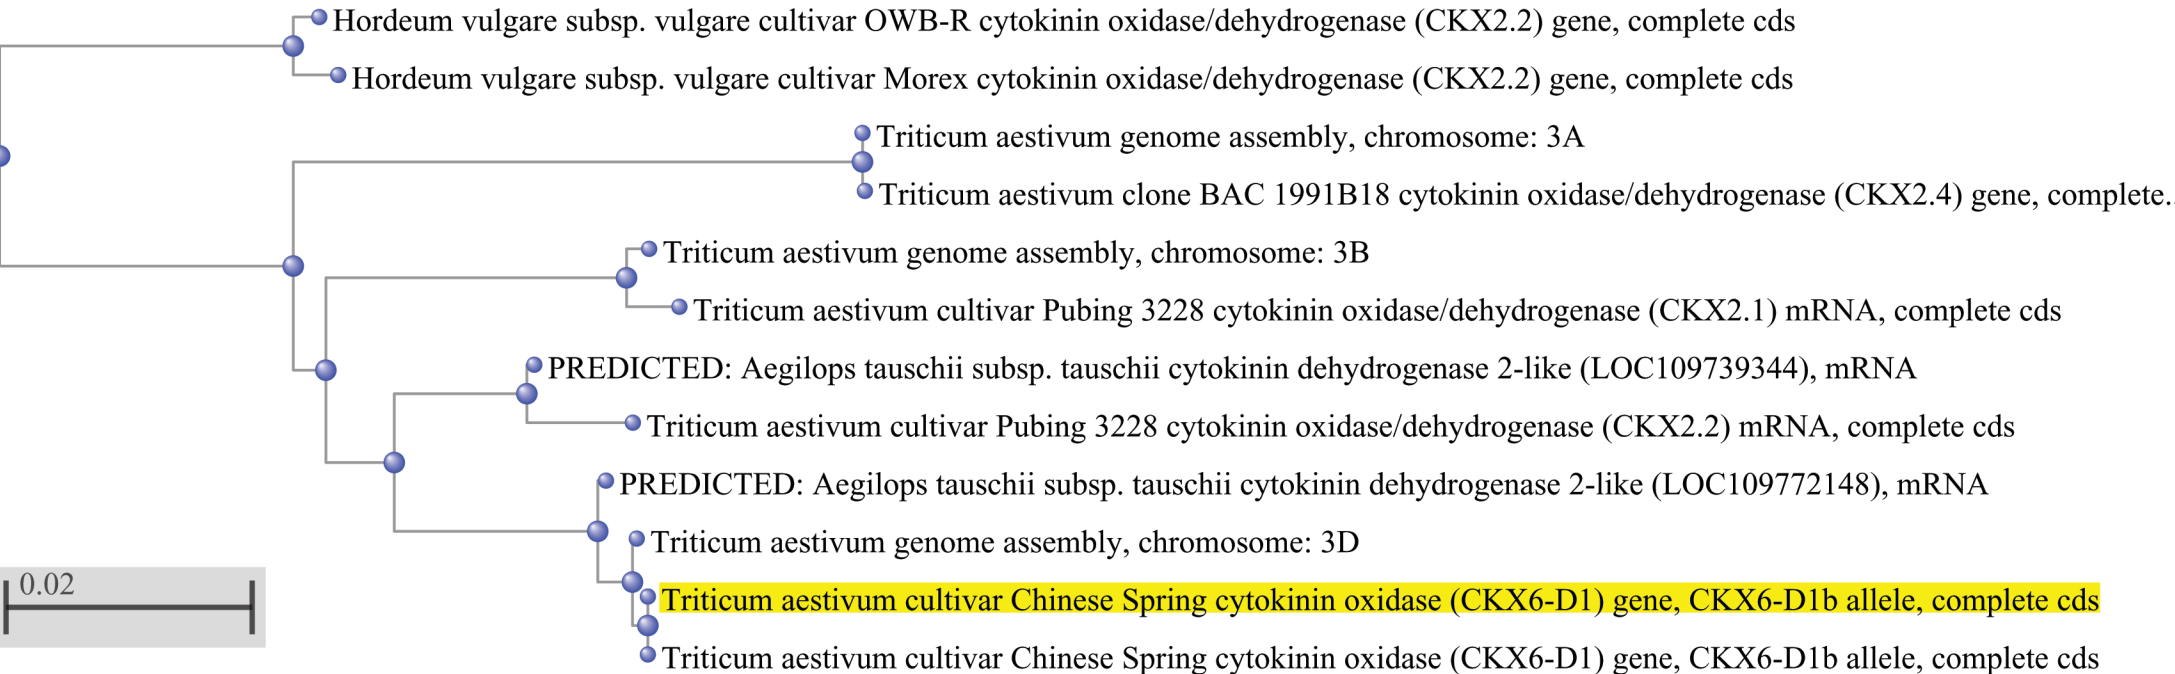 Hordeum vulgare subsp. vulgare cultivar OWB-R cytokinin oxidase/dehydrogenase (CKX2.2) gene, complete cds
Hordeum vulgare subsp. vulgare cultivar Morex cytokinin oxidase/dehydrogenase (CKX2.2) gene, complete cds
Triticum aestivum genome assembly, chromosome: 3A
Triticum aestivum clone BAC 1991B18 cytokinin oxidase/dehydrogenase (CKX2.4) gene, complete..
Triticum aestivum genome assembly, chromosome: 3B
Triticum aestivum cultivar Pubing 3228 cytokinin oxidase/dehydrogenase (CKX2.1) mRNA, complete cds
PREDICTED: Aegilops tauschii subsp. tauschii cytokinin dehydrogenase 2-like (LOC109739344), mRNA
Triticum aestivum cultivar Pubing 3228 cytokinin oxidase/dehydrogenase (CKX2.2) mRNA, complete cds
PREDICTED: Aegilops tauschii subsp. tauschii cytokinin dehydrogenase 2-like (LOC109772148), mRNA
Triticum aestivum genome assembly, chromosome: 3D
0.02
Triticum aestivum cultivar Chinese Spring cytokinin oxidase (CKX6-D1) gene, CKX6-D1b allele, complete cds
Triticum aestivum cultivar Chinese Spring cytokinin oxidase (CKX6-D1) gene, CKX6-D1b allele, complete cds